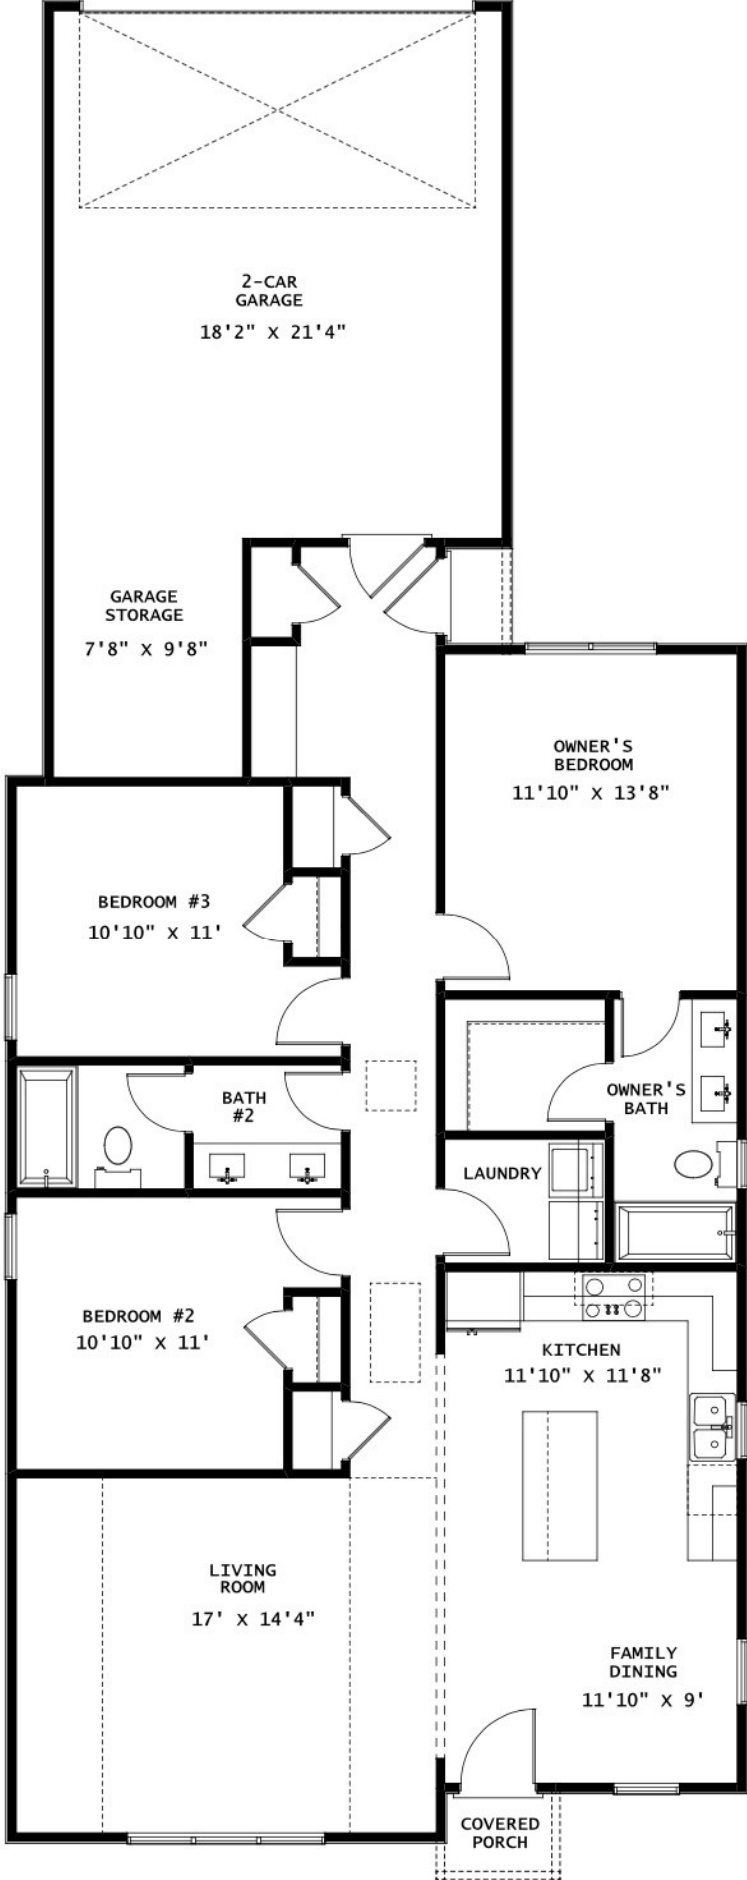 2-CAR
GARAGE
18'2" X 21'4"
GARAGE
STORAGE
7'8" X 9'8"
OWNER'S
BEDROOM
11'10" X 13'8"
BEDROOM #3
10'10" X 11'
BATH
#2
OWNER'S
BATH
LAUNDRY
BEDROOM #2
10'10" X 11'
KITCHEN
11'10" X 11'8"
LIVING
ROOM
17' X 14'4"
FAMILY
DINING
11'10" X 9'
COVERED
PORCH